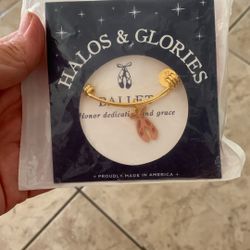 HALOS & GLORIES
BALLET
Honor dedication and grace
PROUDLY MADE IN AMERICA